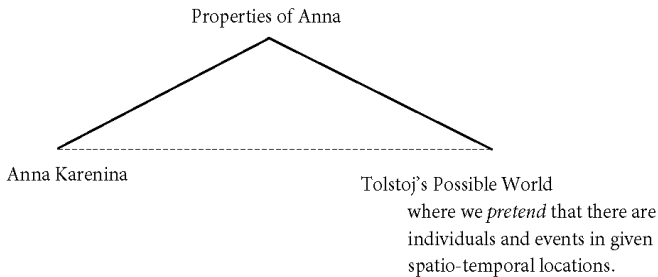 Properties of Anna
Anna Karenina
Tolstoj's Possible World
where we pretend that there are
individuals and events in given
spatio-temporal locations.